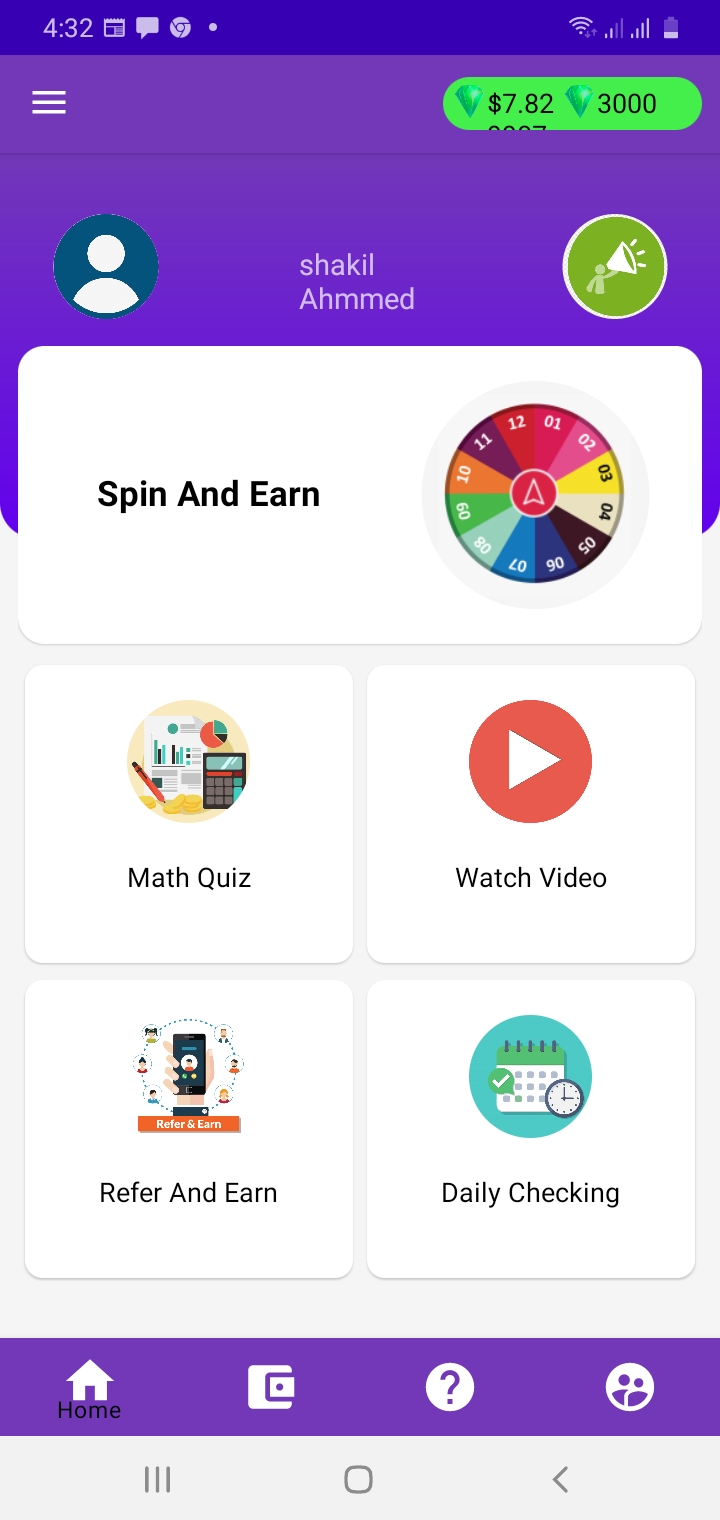 4:32
$7.82 3000
shakil
Ahmmed
Spin And Earn
12 01
11 02
10 03
09 04
08 05
07 06
Math Quiz
Watch Video
Refer & Earn
Refer And Earn
Daily Checking
Home